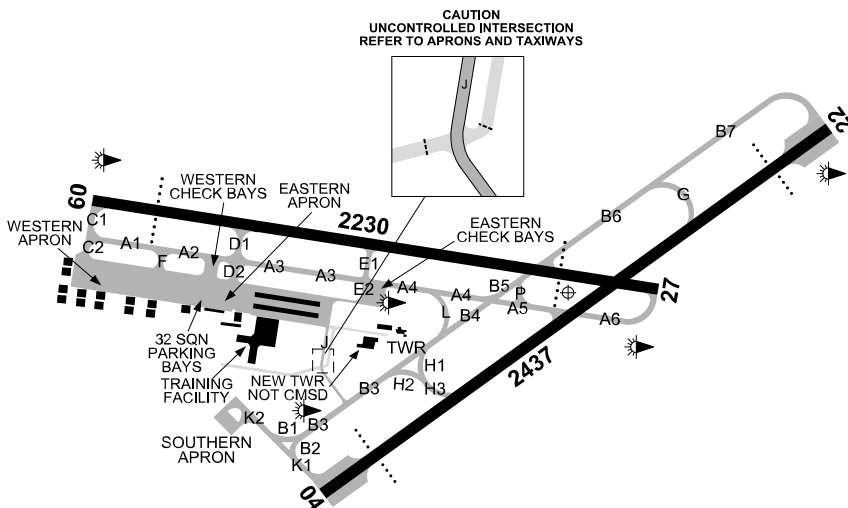 CAUTION
UNCONTROLLED INTERSECTION
REFER TO APRONS AND TAXIWAYS
J
22
B7
G
B6
WESTERN
CHECK BAYS
EASTERN
APRON
09
WESTERN
APRON
C1
C2
A1
F
A2
D1
D2
A3
A3
2230
E1
E2
EASTERN
CHECK BAYS
A4
A4
B5
P
A5
A6
27
L
B4
32 SQN
PARKING
BAYS
TRAINING
FACILITY
J
TWR
NEW TWR
NOT CMSD
H1
H2
H3
B3
2437
K2
B1
B3
B2
K1
SOUTHERN
APRON
04